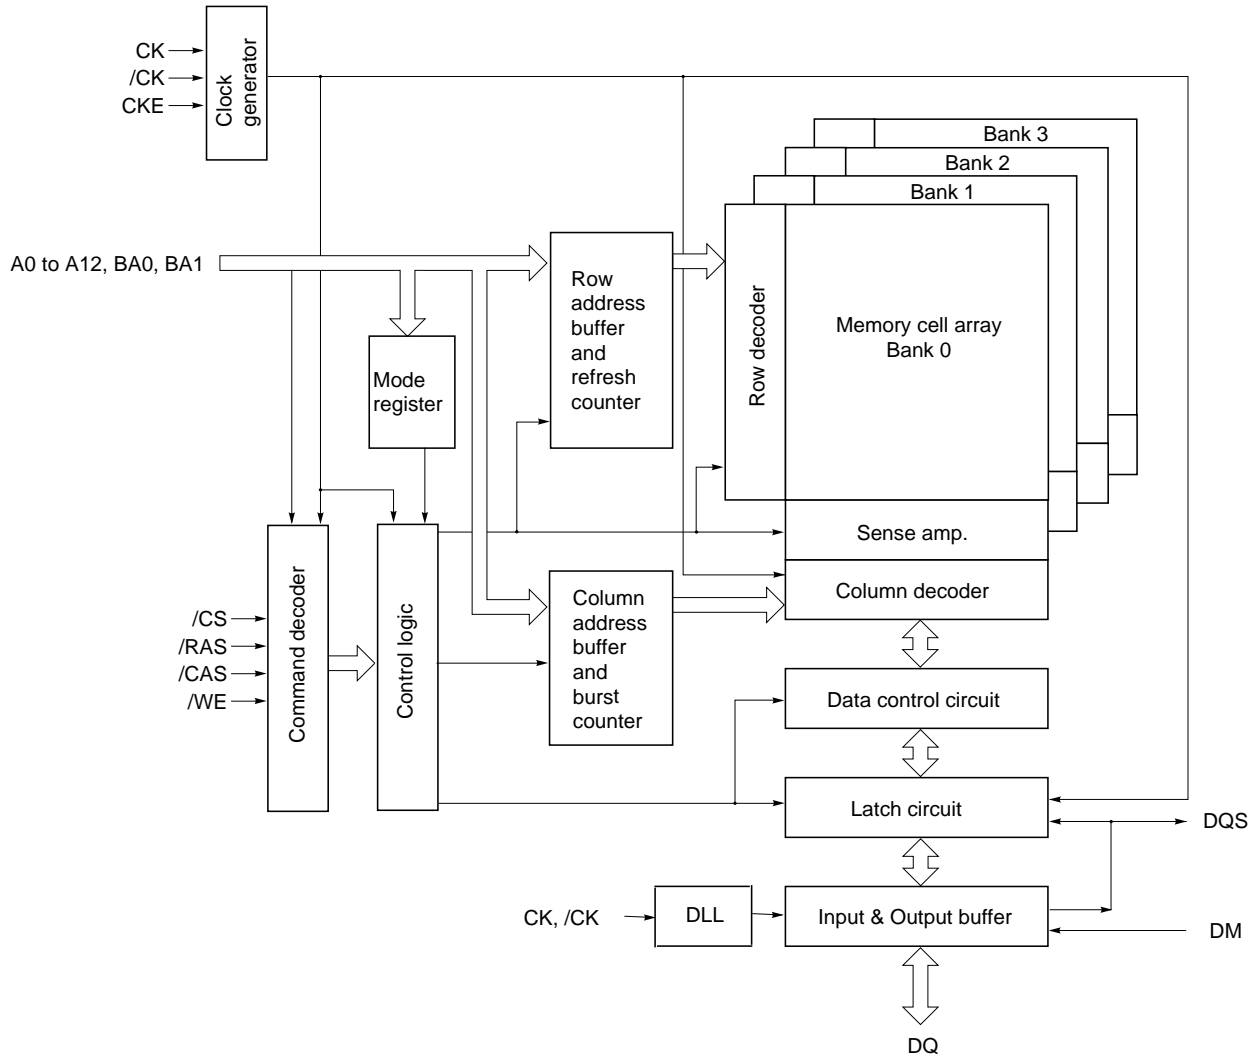 CK
/CK
CKE
Clock
generator
Bank 3
Bank 2
Bank 1
A0 to A12, BA0, BA1
Row
address
buffer
and
refresh
counter
Row decoder
Memory cell array
Bank 0
Mode
register
Sense amp.
Column decoder
/CS
/RAS
/CAS
/WE
Command decoder
Control logic
Column
address
buffer
and
burst
counter
Data control circuit
Latch circuit
DQS
CK, /CK
DLL
Input & Output buffer
DM
DQ